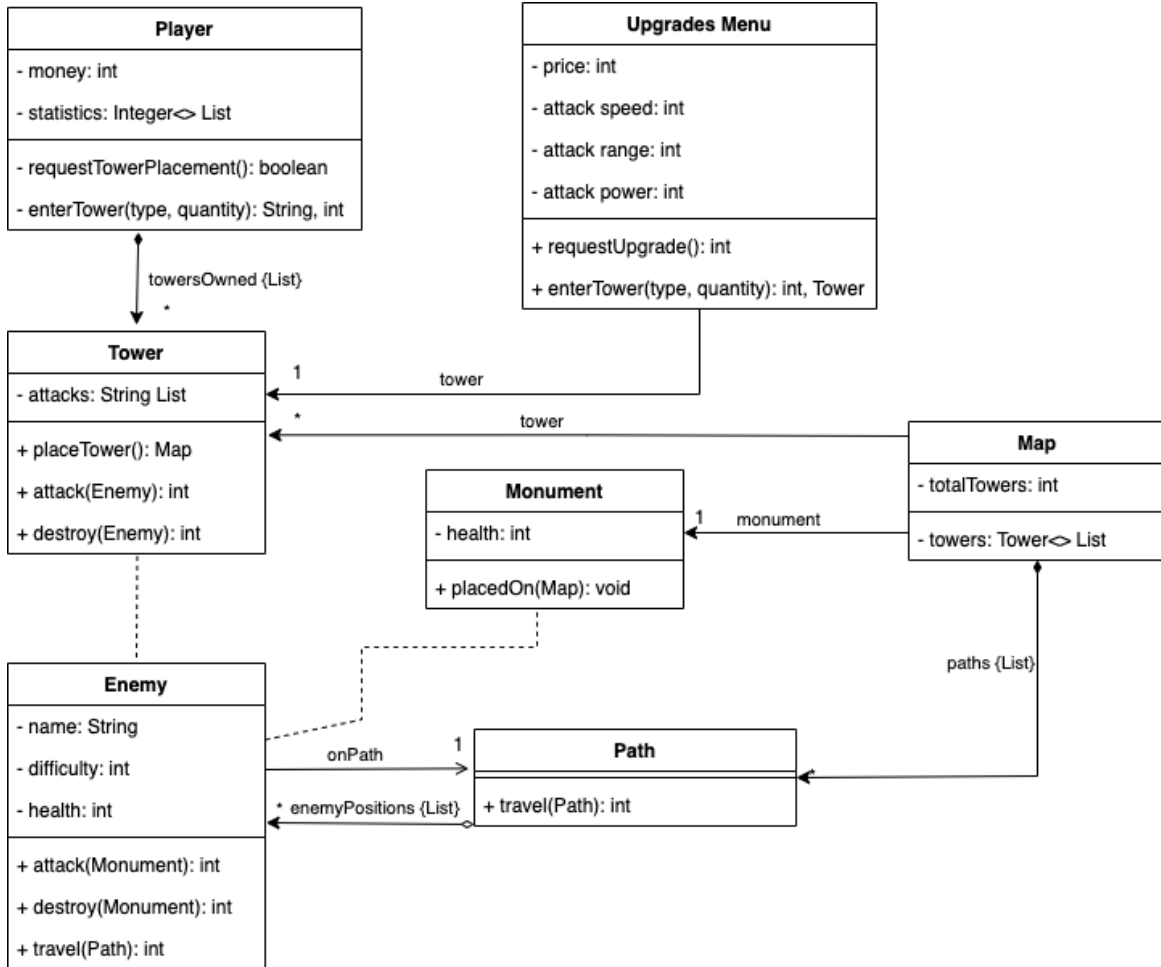 Player
- money: int
- statistics: Integer<> List
- requestTowerPlacement(): boolean
- enterTower(type, quantity): String, int
Upgrades Menu
- price: int
- attack speed: int
- attack range: int
- attack power: int
+ requestUpgrade(): int
+ enterTower(type, quantity): int, Tower
towersOwned {List}
*
Tower
- attacks: String List
+ placeTower(): Map
+ attack(Enemy): int
+ destroy(Enemy): int
1
tower
*
tower
Map
- totalTowers: int
- towers: Tower<> List
Monument
- health: int
+ placedOn(Map): void
1
monument
paths {List}
*
Enemy
- name: String
- difficulty: int
- health: int
+ attack(Monument): int
+ destroy(Monument): int
+ travel(Path): int
onPath
1
* enemyPositions {List}
Path
+ travel(Path): int